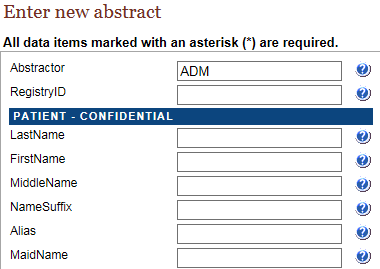 Enter new abstract
All data items marked with an asterisk (*) are required.
Abstractor ADM
RegistryID
PATIENT - CONFIDENTIAL
LastName
FirstName
MiddleName
NameSuffix
Alias
MaidName